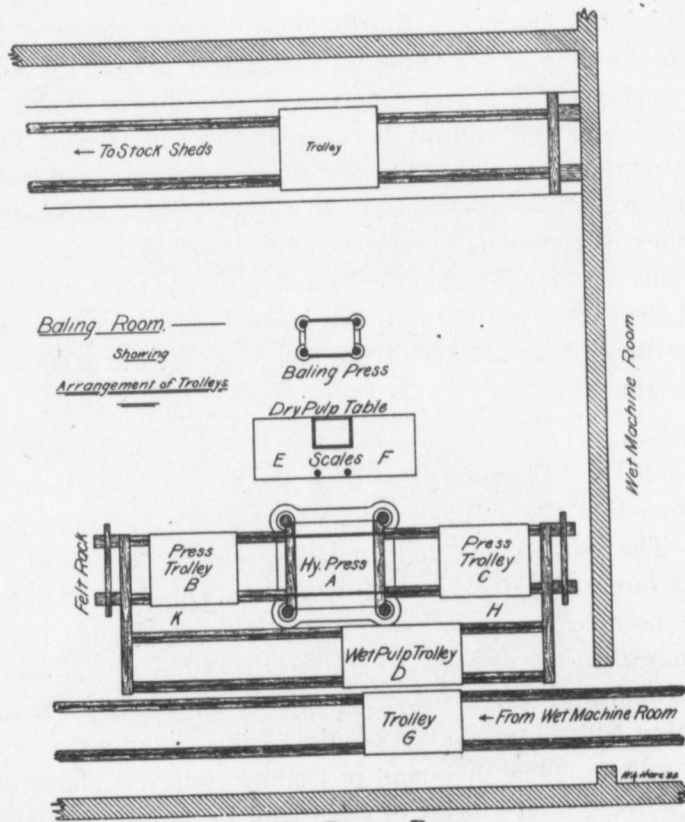 ← To Stock Sheds
Trolley
Baling Room
Showing
Arrangement of Trolleys
Baling Press
Wet Machine Room
Dry Pulp Table
E Scales F
Felt Rack
Press
Trolley
B
Hy. Press
A
Press
Trolley
C
K
H
Wet Pulp Trolley
D
Trolley
G
← From Wet Machine Room